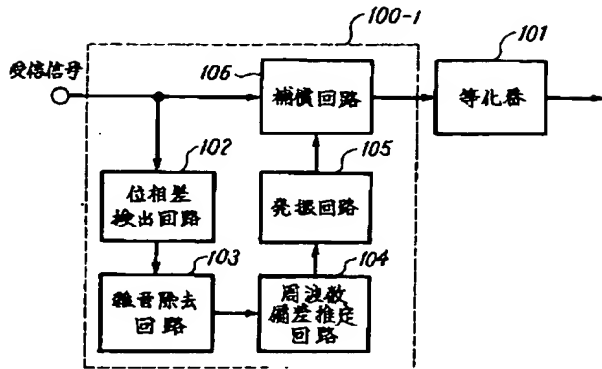 100-1
受信信号
106
補償回路
101
等化器
102
位相差
検出回路
105
発振回路
103
雑音除去
回路
104
周波数
偏差推定
回路